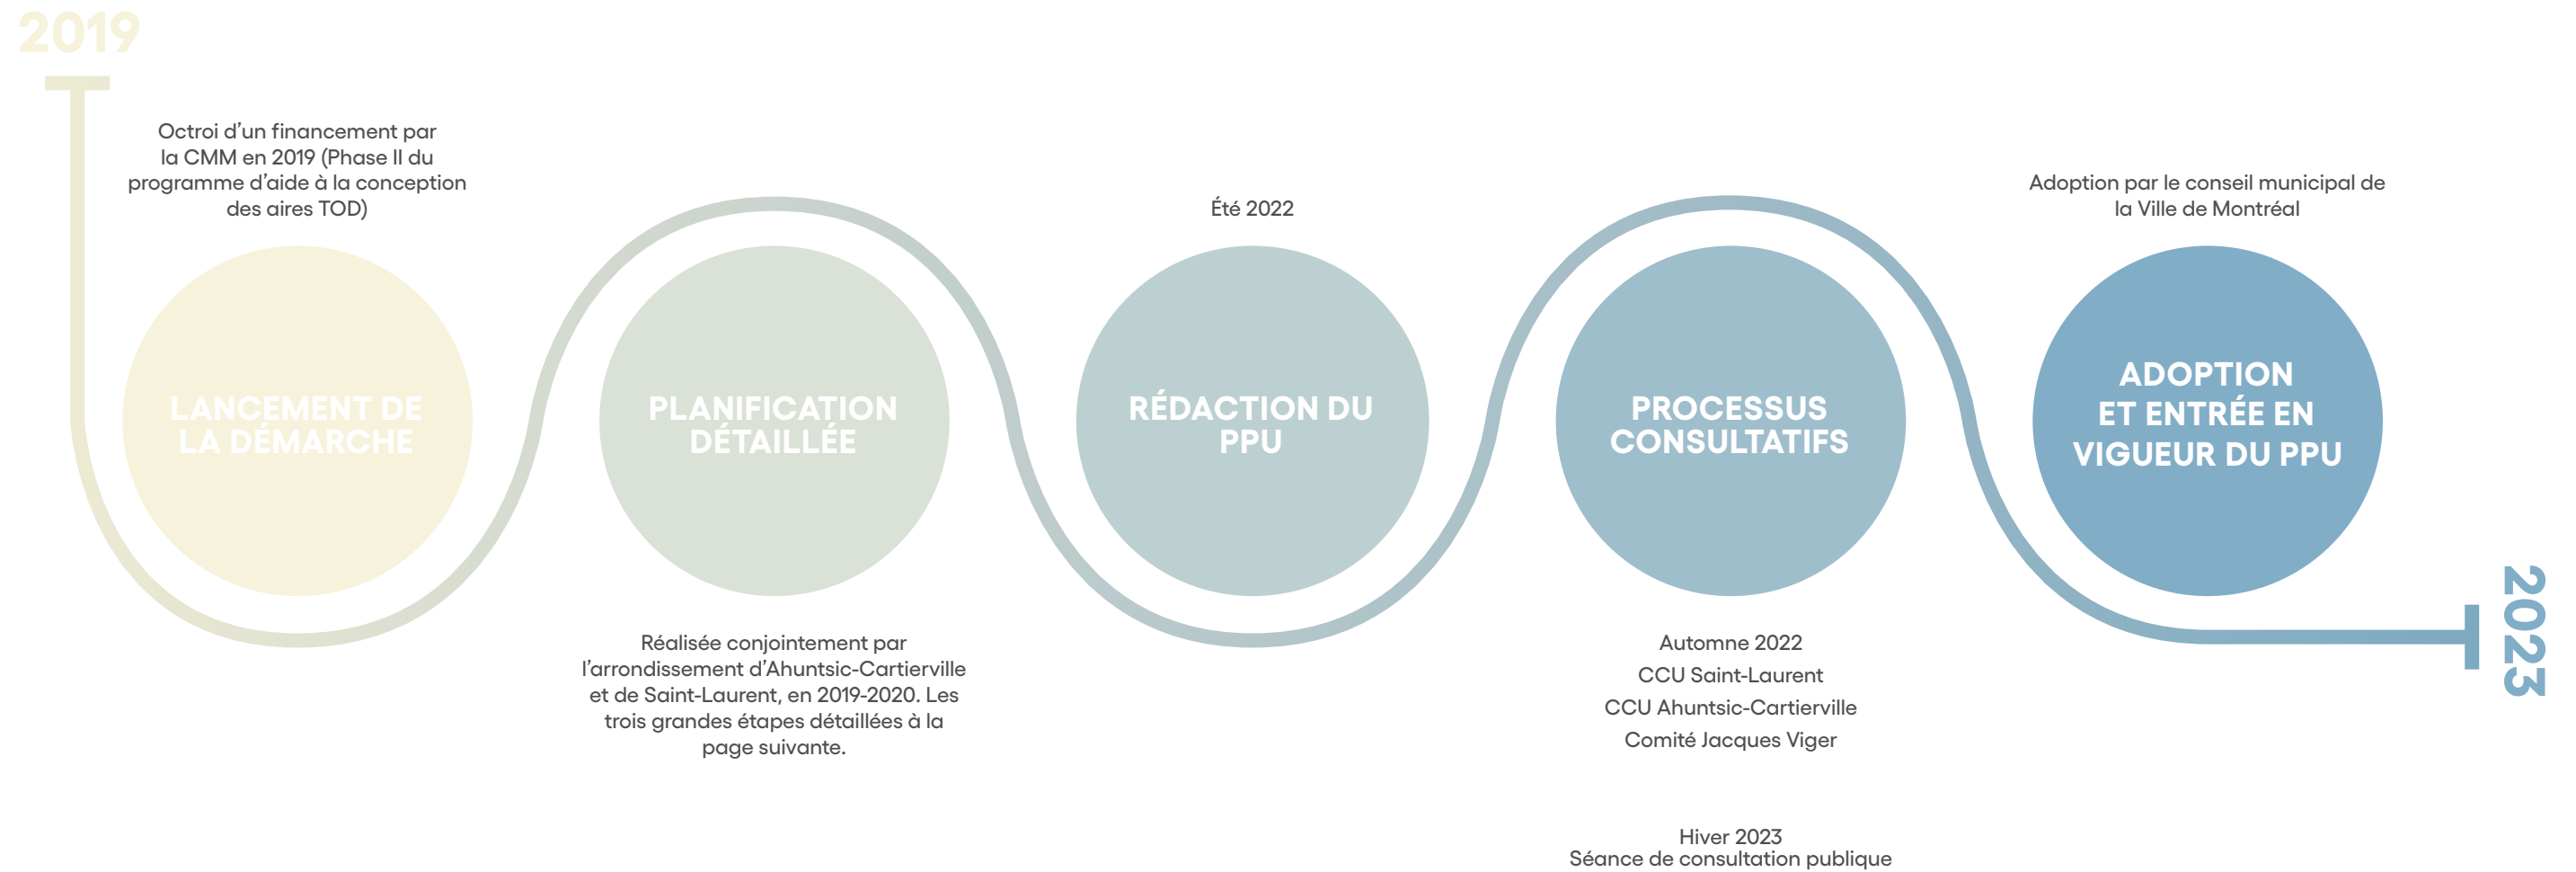 2019
Octroi d’un financement par
la CMM en 2019 (Phase II du
programme d’aide à la conception
des aires TOD)
LANCEMENT DE
LA DÉMARCHE
PLANIFICATION
DÉTAILLÉE
Réalisée conjointement par
l’arrondissement d’Ahuntsic-Cartierville
et de Saint-Laurent, en 2019-2020. Les
trois grandes étapes détaillées à la
page suivante.
Été 2022
RÉDACTION DU
PPU
PROCESSUS
CONSULTATIFS
Automne 2022
CCU Saint-Laurent
CCU Ahuntsic-Cartierville
Comité Jacques Viger
Hiver 2023
Séance de consultation publique
Adoption par le conseil municipal de
la Ville de Montréal
ADOPTION
ET ENTRÉE EN
VIGUEUR DU PPU
2023